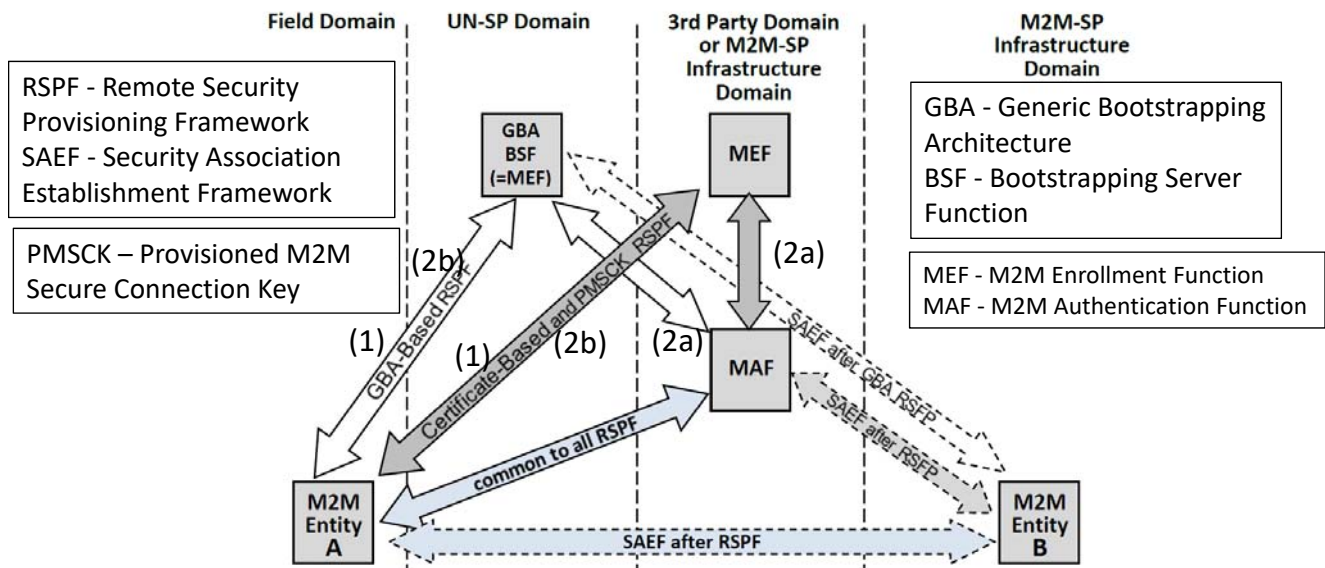 Field Domain
UN-SP Domain
3rd Party Domain
or M2M-SP
Infrastructure
Domain
M2M-SP
Infrastructure
Domain
RSPF - Remote Security
Provisioning Framework
SAEF - Security Association
Establishment Framework
PMSCK – Provisioned M2M
Secure Connection Key
GBA
BSF
(=MEF)
MEF
GBA - Generic Bootstrapping
Architecture
BSF - Bootstrapping Server
Function
MEF - M2M Enrollment Function
MAF - M2M Authentication Function
(2b)
(1)
GBA-Based RSPF
(1)
Certificate-Based and PMSCK RSPF
(2b)
(2a)
(2a)
MAF
SAEF after GBA RSFP
SAEF after RSFP
common to all RSPF
M2M
Entity
A
SAEF after RSPF
M2M
Entity
B